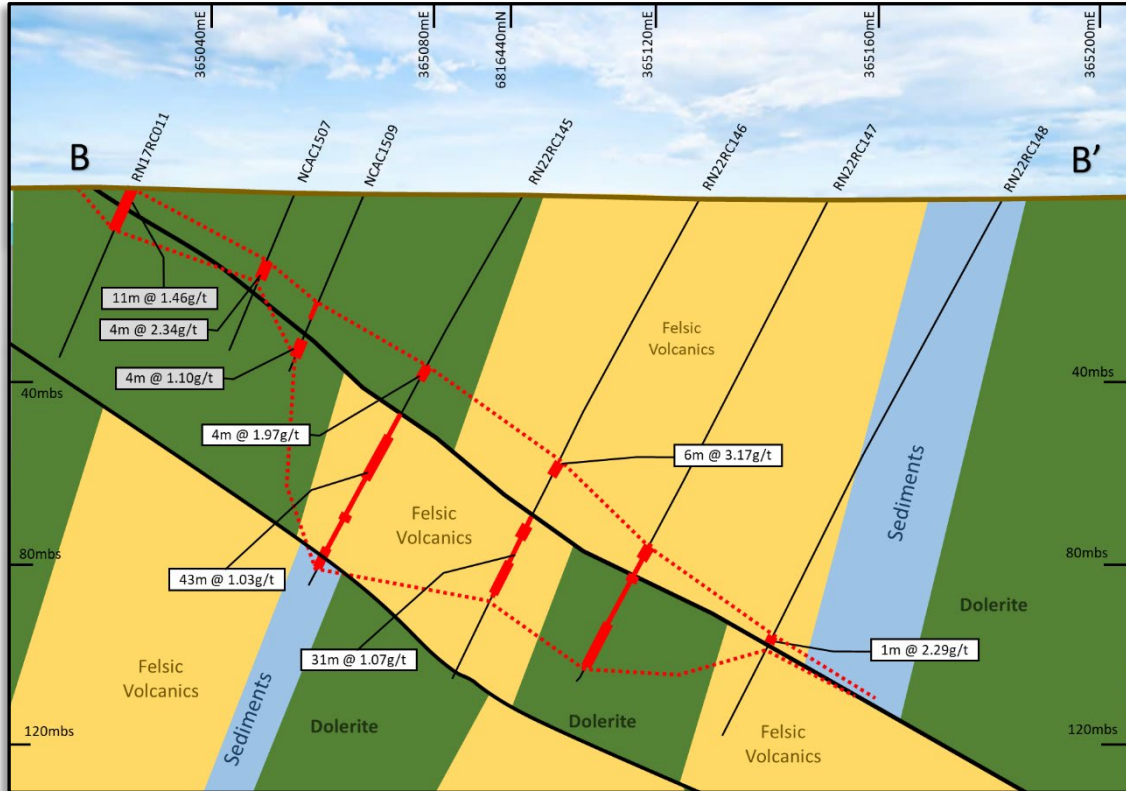 365040mE
365080mE
6816440mN
365120mE
365160mE
365200mE
B
B'
RN17RC011
NCAC1507
NCAC1509
RN22RC145
RN22RC146
RN22RC147
RN22RC148
11m @ 1.46g/t
4m @ 2.34g/t
4m @ 1.10g/t
4m @ 1.97g/t
43m @ 1.03g/t
31m @ 1.07g/t
6m @ 3.17g/t
1m @ 2.29g/t
40mbs
40mbs
80mbs
80mbs
120mbs
120mbs
Felsic
Volcanics
Felsic
Volcanics
Felsic
Volcanics
Felsic
Volcanics
Sediments
Sediments
Dolerite
Dolerite
Dolerite